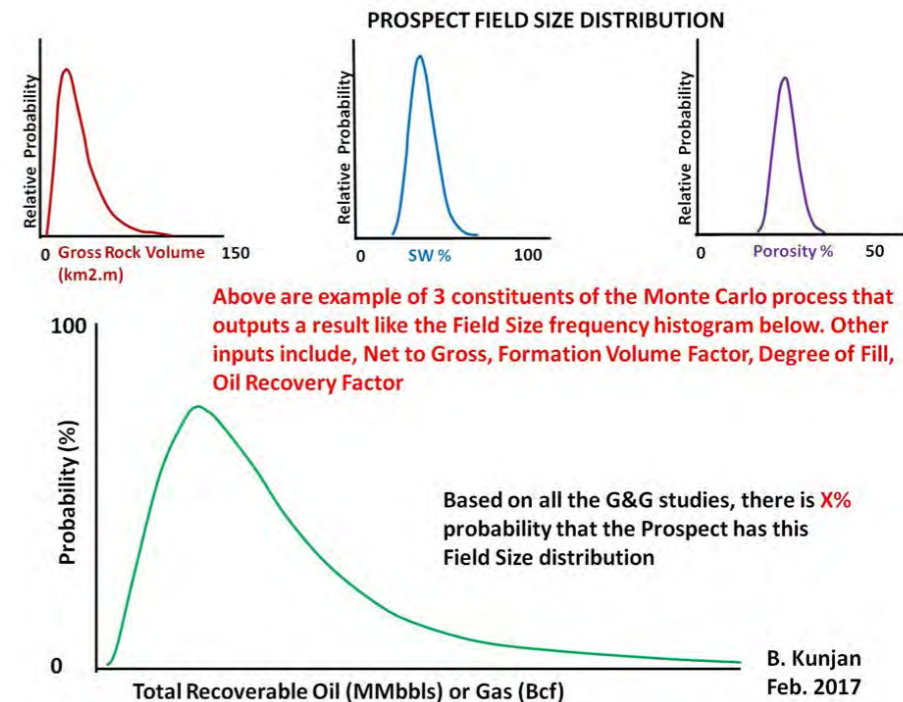 PROSPECT FIELD SIZE DISTRIBUTION
Relative Probability
0
Gross Rock Volume
(km2.m)
150
Relative Probability
0
SW %
100
Relative Probability
0
Porosity %
50
Above are example of 3 constituents of the Monte Carlo process that
outputs a result like the Field Size frequency histogram below. Other
inputs include, Net to Gross, Formation Volume Factor, Degree of Fill,
Oil Recovery Factor
100
Probability (%)
0
Based on all the G&G studies, there is X%
probability that the Prospect has this
Field Size distribution
Total Recoverable Oil (MMbbls) or Gas (Bcf)
B. Kunjan
Feb. 2017